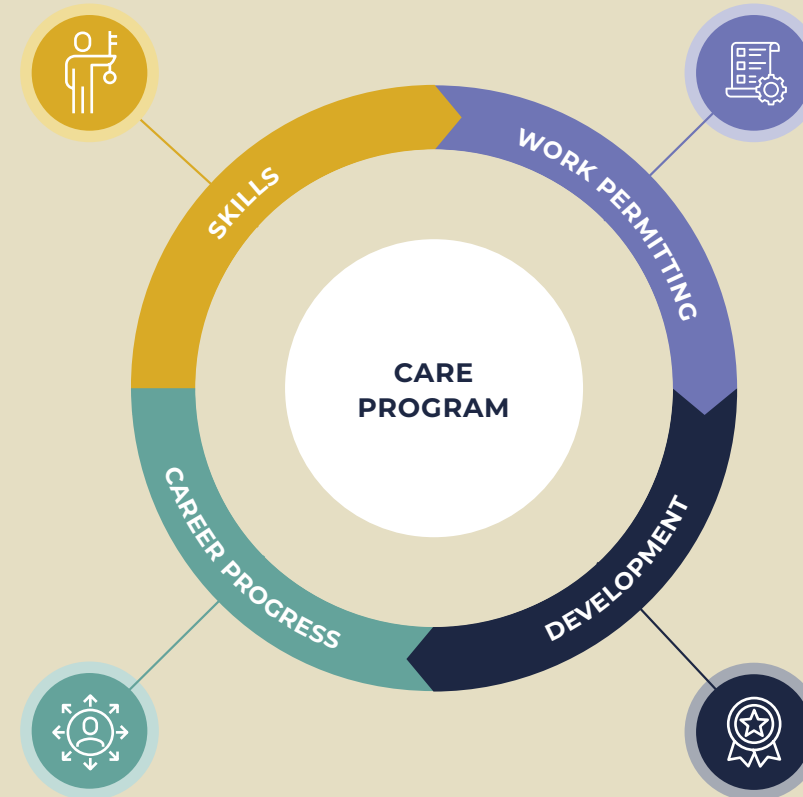 SKILLS
WORK PERMITTING
CARE
PROGRAM
CAREER PROGRESS
DEVELOPMENT